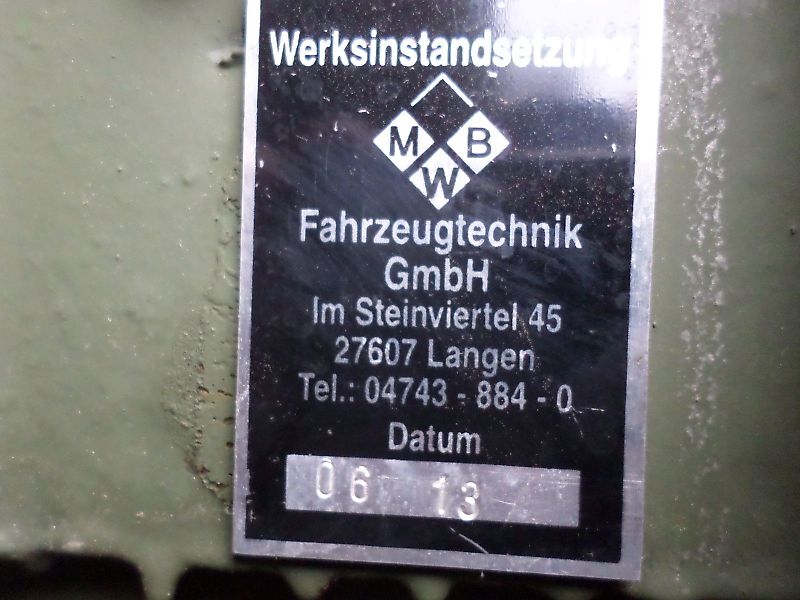 Werksinstandsetzung
M B
W
Fahrzeugtechnik
GmbH
Im Steinviertel 45
27607 Langen
Tel.: 04743 - 884 - 0
Datum
06 13